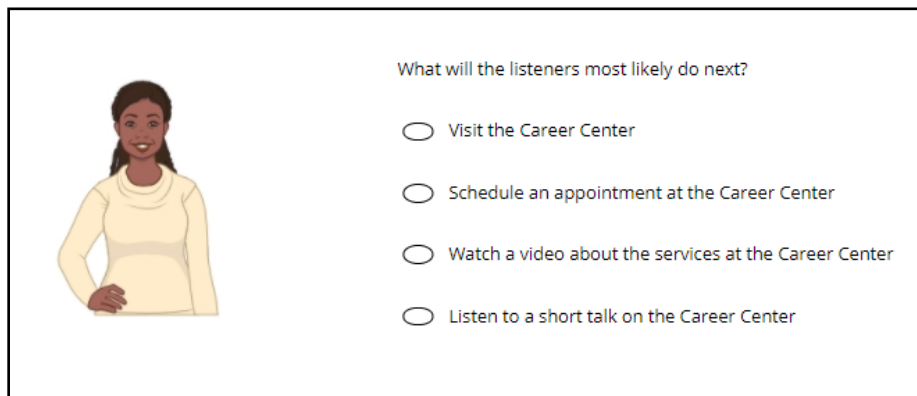 What will the listeners most likely do next?
Visit the Career Center
Schedule an appointment at the Career Center
Watch a video about the services at the Career Center
Listen to a short talk on the Career Center